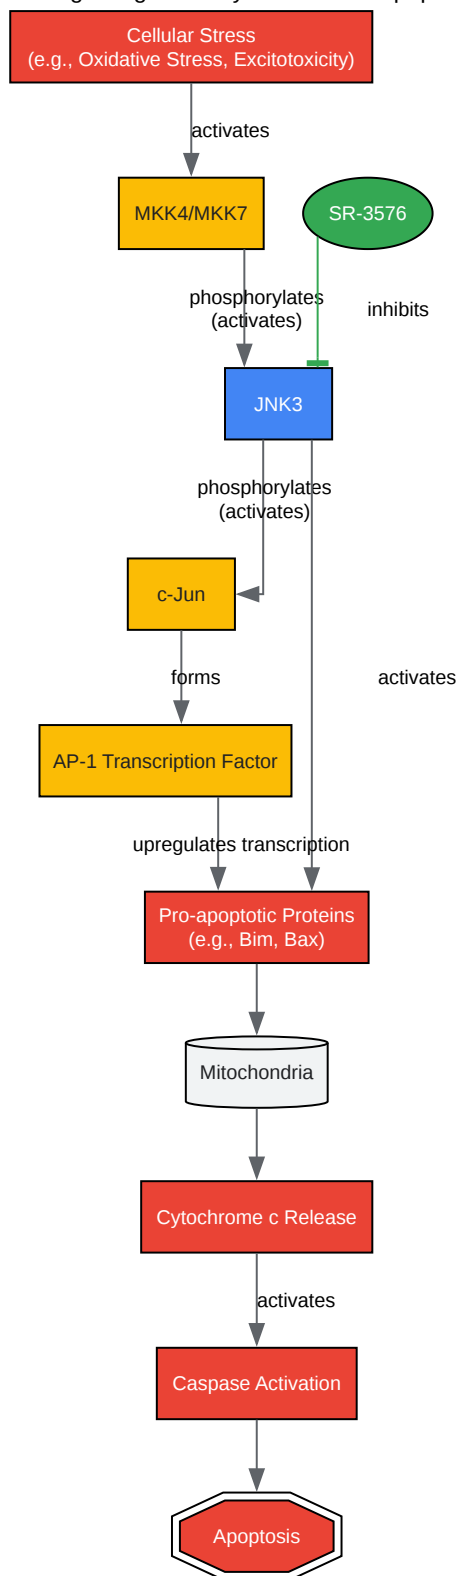 Cellular Stress
(e.g., Oxidative Stress, Excitotoxicity)
activates
MKK4/MKK7
SR-3576
phosphorylates
(activates)
inhibits
JNK3
phosphorylates
(activates)
c-Jun
forms
activates
AP-1 Transcription Factor
upregulates transcription
Pro-apoptotic Proteins
(e.g., Bim, Bax)
Mitochondria
Cytochrome c Release
activates
Caspase Activation
Apoptosis